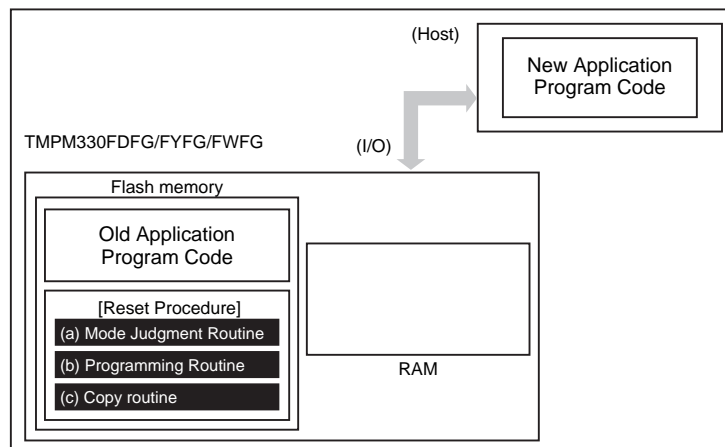 (Host)
New Application
Program Code
TMPM330FDFG/FYFG/FWFG
(I/O)
Flash memory
Old Application
Program Code
[Reset Procedure]
(a) Mode Judgment Routine
(b) Programming Routine
(c) Copy routine
RAM